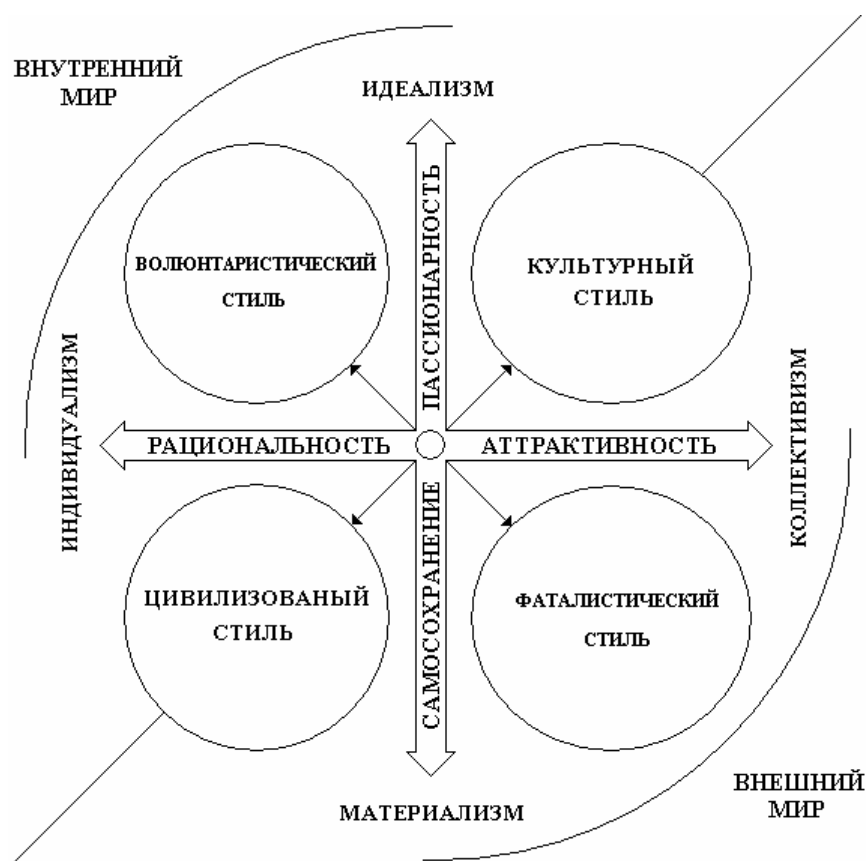 ВНУТРЕННИЙ
МИР
ИДЕАЛИЗМ
ПАССИОНАРНОСТЬ
ВОЛЮНТАРИСТИЧЕСКИЙ
СТИЛЬ
КУЛЬТУРНЫЙ
СТИЛЬ
ИНДИВИДУАЛИЗМ
РАЦИОНАЛЬНОСТЬ
АТТРАКТИВНОСТЬ
КОЛЛЕКТИВИЗМ
ЦИВИЛИЗОВАНЫЙ
СТИЛЬ
САМОСОХРАНЕНИЕ
ФАТАЛИСТИЧЕСКИЙ
СТИЛЬ
МАТЕРИАЛИЗМ
ВНЕШНИЙ
МИР